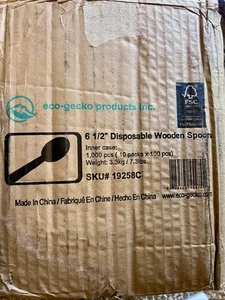 eco-gecko products inc.
FSC
6 1/2" Disposable Wooden Spoon
Inner case:
1,000 pcs ( 10 packs x 100 pcs)
Weight: 3.3kg / 7.3lbs.
SKU# 19258C
Made In China / Fabriqué En Chine / Hecho En China
www.eco-gecko.com